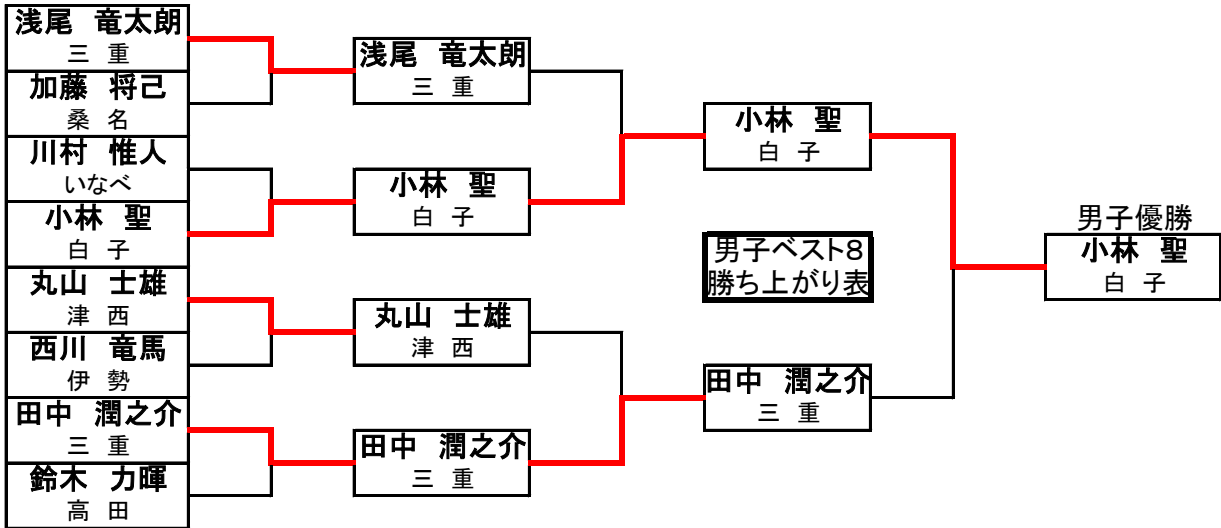 浅尾 竜太朗
三 重
加藤 将己
桑 名
川村 惟人
いなべ
小林 聖
白 子
丸山 士雄
津 西
西川 竜馬
伊 勢
田中 潤之介
三 重
鈴木 力暉
高 田
浅尾 竜太朗
三 重
小林 聖
白 子
丸山 士雄
津 西
田中 潤之介
三 重
小林 聖
白 子
男子ベスト8
勝ち上がり表
田中 潤之介
三 重
男子優勝
小林 聖
白 子